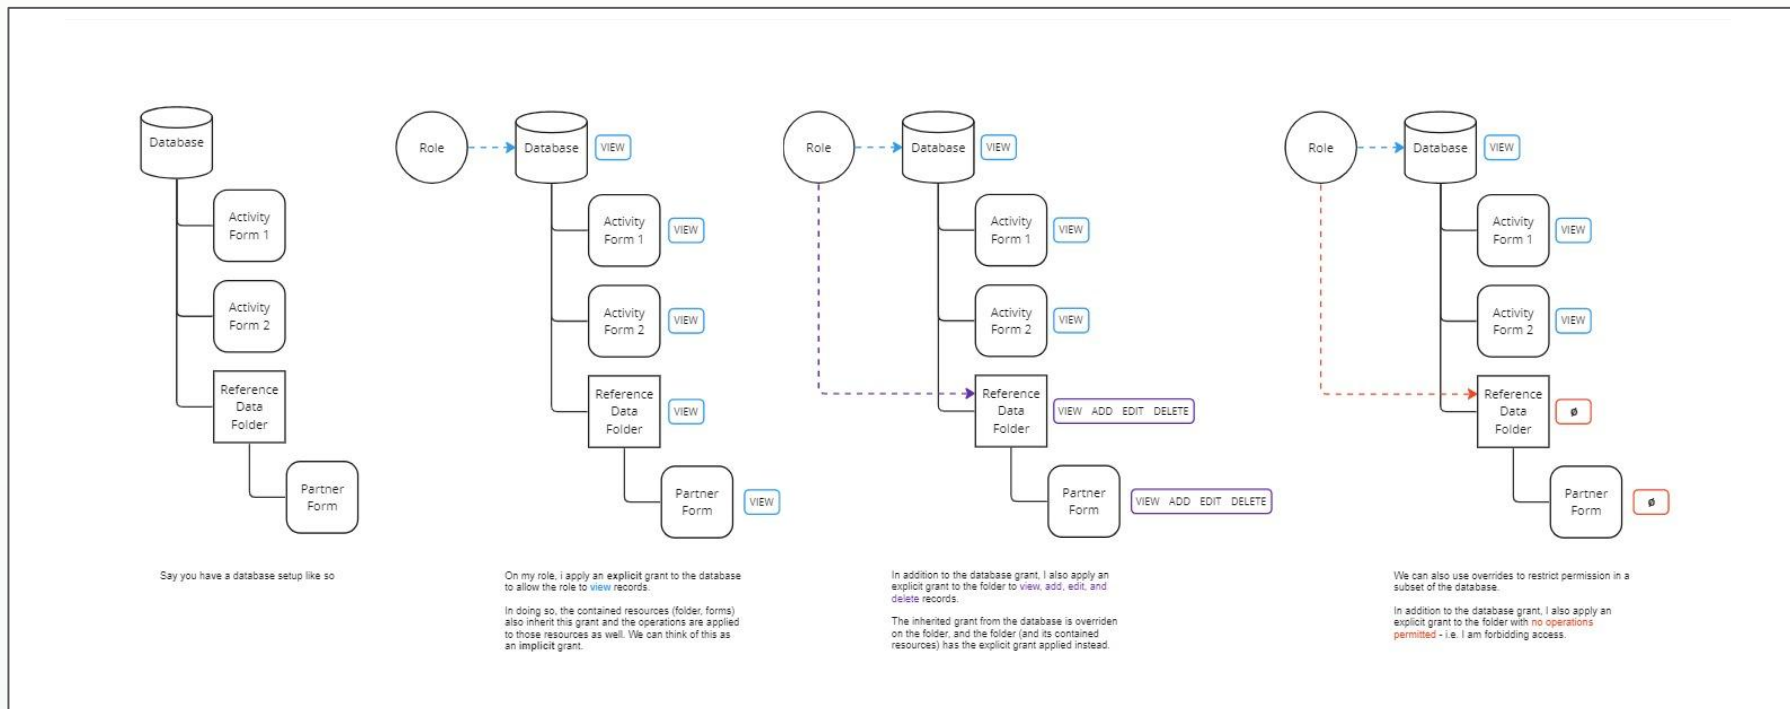 Database
Activity
Form 1
Activity
Form 2
Reference
Data
Folder
Partner
Form
Say you have a database setup like so
Role
Database
VIEW
Activity
Form 1
VIEW
Activity
Form 2
VIEW
Reference
Data
Folder
VIEW
Partner
Form
VIEW
On my role, i apply an explicit grant to the database
to allow the role to view records.
In doing so, the contained resources (folder, forms)
also inherit this grant and the operations are applied
to those resources as well. We can think of this as
an implicit grant.
Role
Database
VIEW
Activity
Form 1
VIEW
Activity
Form 2
VIEW
Reference
Data
Folder
VIEW ADD EDIT DELETE
Partner
Form
VIEW ADD EDIT DELETE
In addition to the database grant, I also apply an
explicit grant to the folder to view, add, edit, and
delete records.
The inherited grant from the database is overriden
on the folder, and the folder (and its contained
resources) has the explicit grant applied instead.
Role
Database
VIEW
Activity
Form 1
VIEW
Activity
Form 2
VIEW
Reference
Data
Folder
ø
Partner
Form
ø
We can also use overrides to restrict permission in a
subset of the database.
In addition to the database grant, I also apply an
explicit grant to the folder with no operations
permitted - i.e. I am forbidding access.